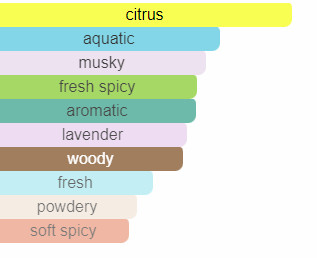 citrus
aquatic
musky
fresh spicy
aromatic
lavender
woody
fresh
powdery
soft spicy